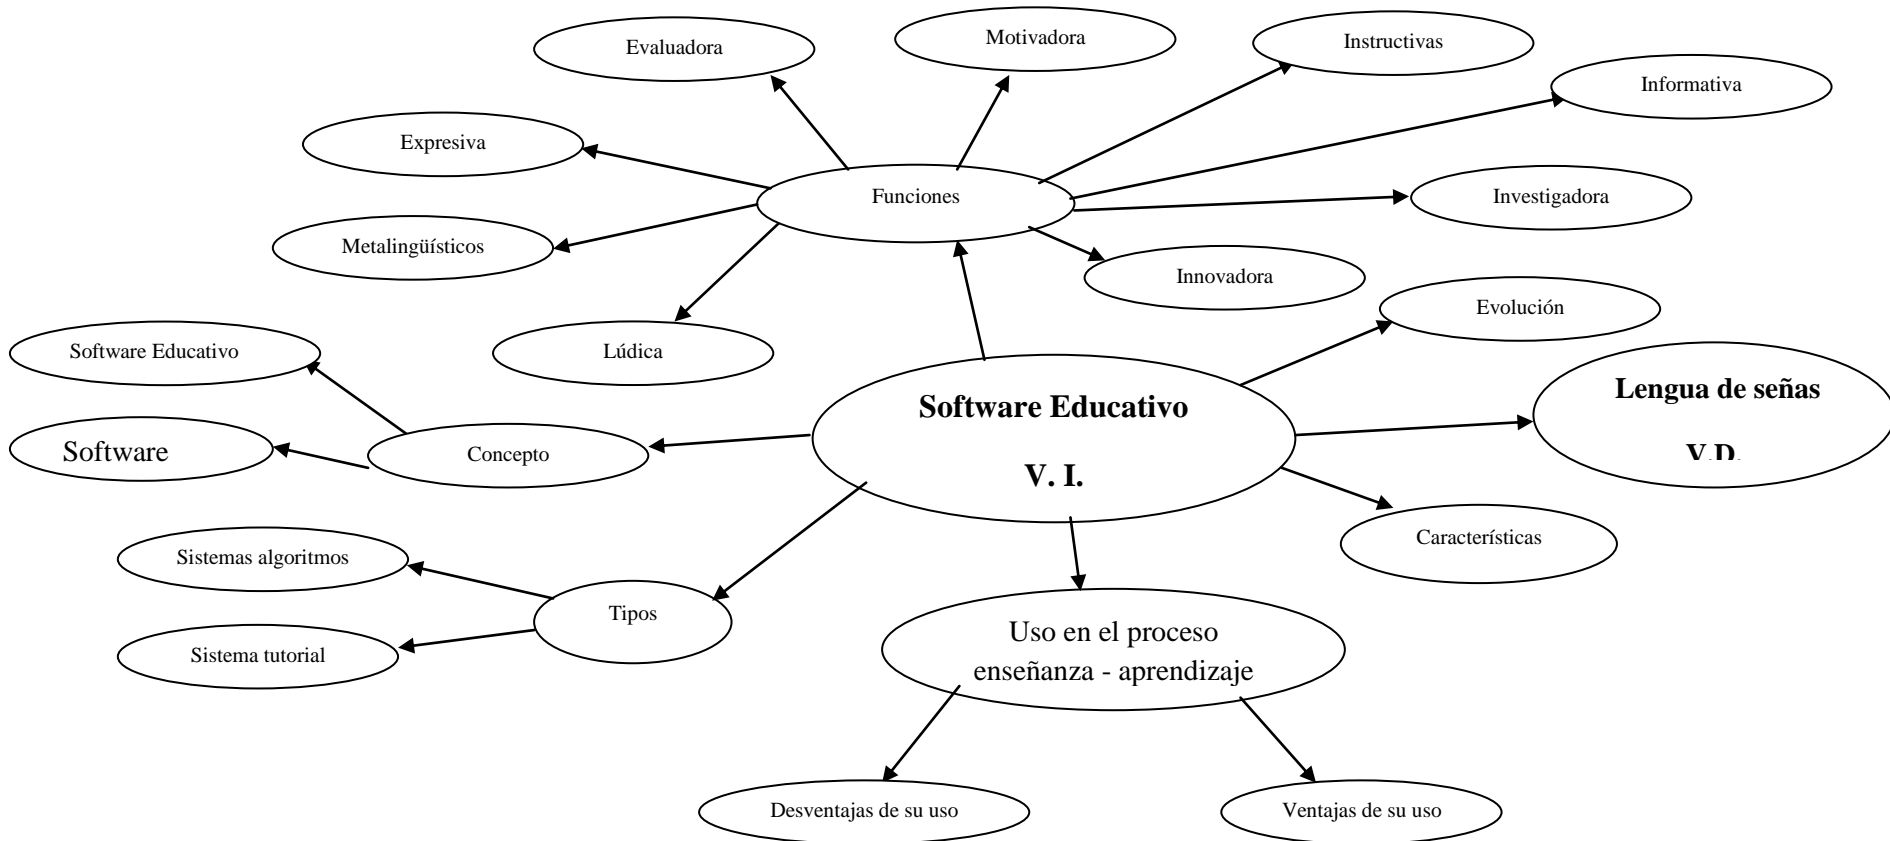 Motivadora
Evaluadora
Instructivas
Informativa
Expresiva
Funciones
Investigadora
Metalingüísticos
Innovadora
Evolución
Software Educativo
Lúdica
Software Educativo
V. I.
Lengua de señas
V.D.
Software
Concepto
Características
Sistemas algoritmos
Tipos
Uso en el proceso
enseñanza - aprendizaje
Sistema tutorial
Desventajas de su uso
Ventajas de su uso